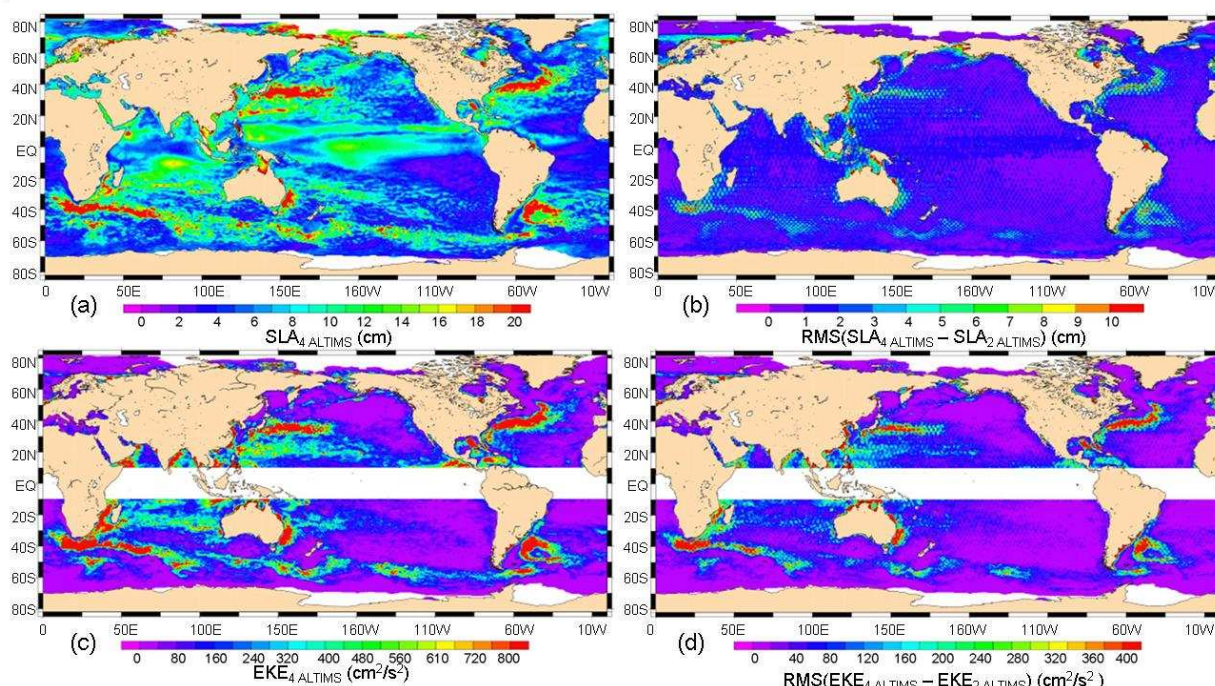 80N
60N
40N
20N
EQ
20S
40S
60S
80S
0 50E 100E 150E 160W 110W 60W 10W
(a)
0 2 4 6 8 10 12 14 16 18 20
SLA4 ALTIMS (cm)
80N
60N
40N
20N
EQ
20S
40S
60S
80S
0 50E 100E 150E 160W 110W 60W 10W
(b)
0 1 2 3 4 5 6 7 8 9 10
RMS(SLA4 ALTIMS – SLA2 ALTIMS) (cm)
80N
60N
40N
20N
EQ
20S
40S
60S
80S
0 50E 100E 150E 160W 110W 60W 10W
(c)
0 80 160 240 320 400 480 560 610 720 800
EKE4 ALTIMS (cm²/s²)
80N
60N
40N
20N
EQ
20S
40S
60S
80S
0 50E 100E 150E 160W 110W 60W 10W
(d)
0 40 80 120 160 200 240 280 320 360 400
RMS(EKE4 ALTIMS – EKE2 ALTIMS) (cm²/s²)